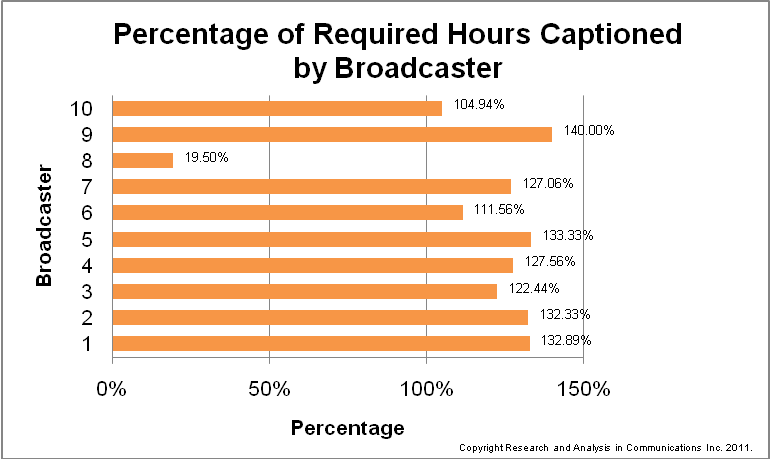 Percentage of Required Hours Captioned
by Broadcaster
Broadcaster
10 104.94%
9 140.00%
8 19.50%
7 127.06%
6 111.56%
5 133.33%
4 127.56%
3 122.44%
2 132.33%
1 132.89%
0% 50% 100% 150%
Percentage
Copyright Research and Analysis in Communications Inc. 2011.